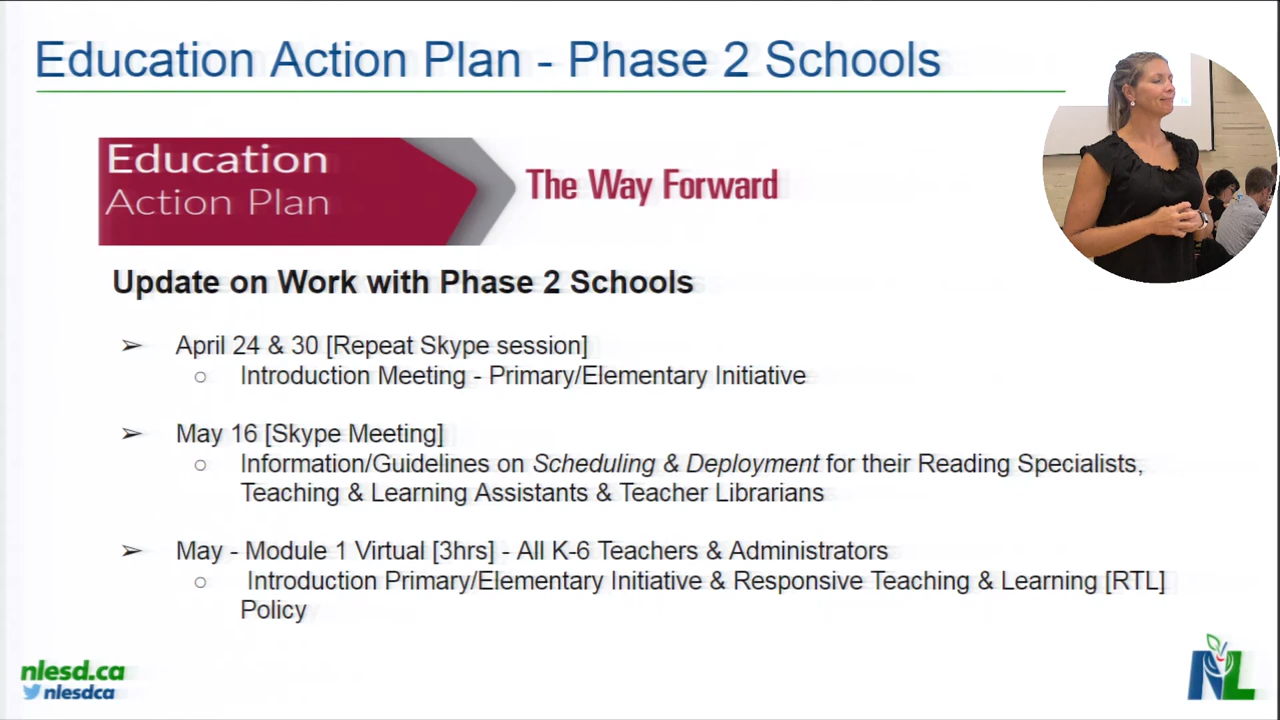 Education Action Plan - Phase 2 Schools
Education
Action Plan
The Way Forward
Update on Work with Phase 2 Schools
➢ April 24 & 30 [Repeat Skype session]
○ Introduction Meeting - Primary/Elementary Initiative
➢ May 16 [Skype Meeting]
○ Information/Guidelines on Scheduling & Deployment for their Reading Specialists,
Teaching & Learning Assistants & Teacher Librarians
➢ May - Module 1 Virtual [3hrs] - All K-6 Teachers & Administrators
○ Introduction Primary/Elementary Initiative & Responsive Teaching & Learning [RTL]
Policy
nlesd.ca
nlesdca
NL